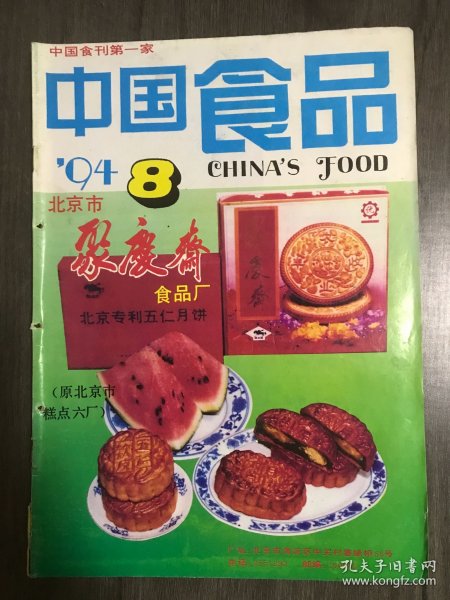 中国食刊第一家
中国食品
'94 8
CHINA'S FOOD
北京市
聚庆斋
食品厂
北京专利五仁月饼
(原北京市
糕点六厂)
孔夫子旧书网
www.kongfz.com